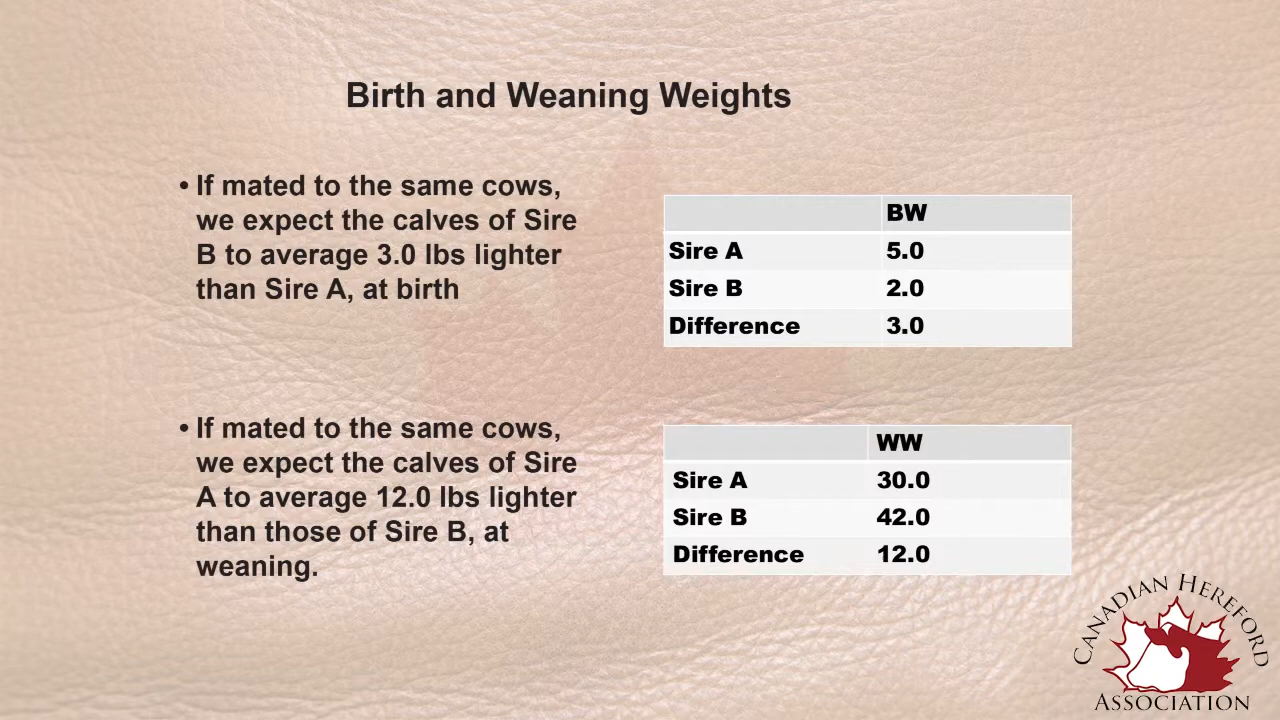 Birth and Weaning Weights
• If mated to the same cows,
we expect the calves of Sire
B to average 3.0 lbs lighter
than Sire A, at birth
BW
Sire A 5.0
Sire B 2.0
Difference 3.0
• If mated to the same cows,
we expect the calves of Sire
A to average 12.0 lbs lighter
than those of Sire B, at
weaning.
WW
Sire A 30.0
Sire B 42.0
Difference 12.0
CANADIAN HEREFORD
ASSOCIATION